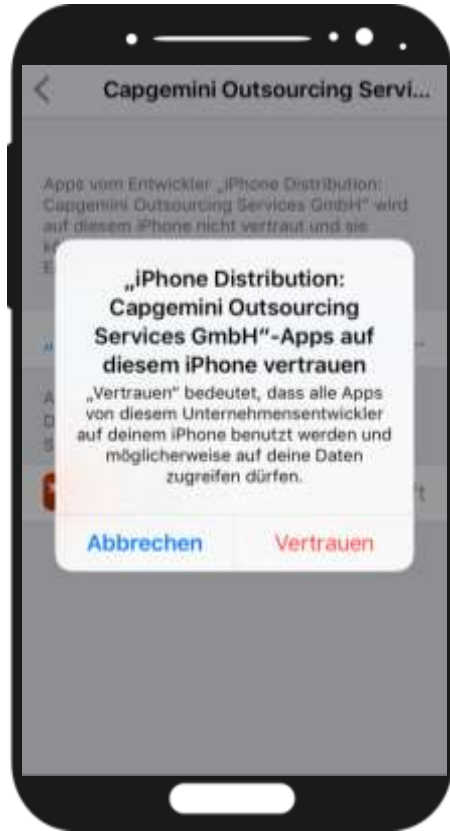 Capgemini Outsourcing Servi...
Apps vom Entwickler „iPhone Distribution:
Capgemini Outsourcing Services GmbH" wird
auf diesem iPhone nicht vertraut und sie
„iPhone Distribution:
Capgemini Outsourcing
Services GmbH"-Apps auf
diesem iPhone vertrauen
„Vertrauen" bedeutet, dass alle Apps
von diesem Unternehmensentwickler
auf deinem iPhone benutzt werden und
möglicherweise auf deine Daten
zugreifen dürfen.
Abbrechen Vertrauen